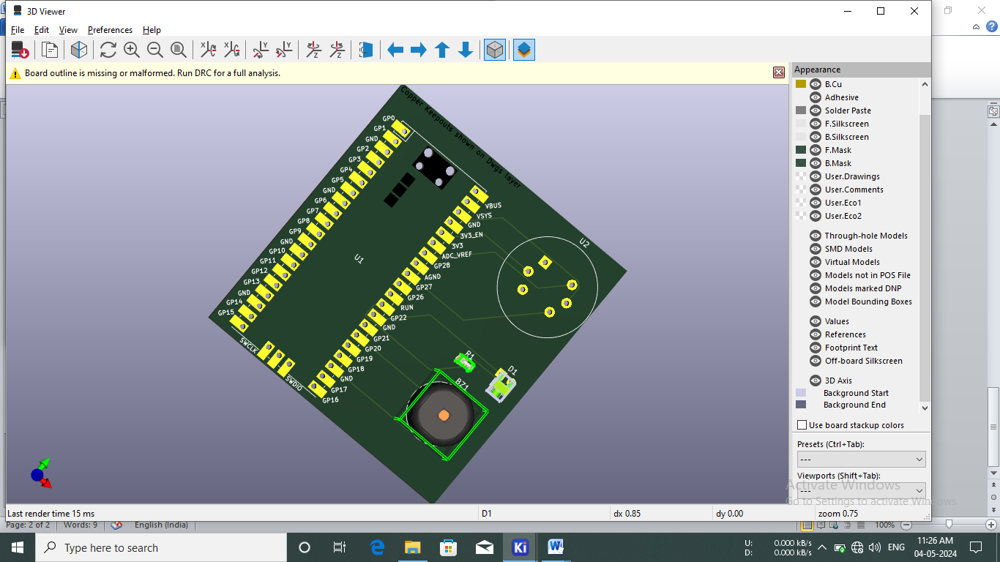 3D Viewer
File Edit View Preferences Help
Board outline is missing or malformed. Run DRC for a full analysis.
Appearance
B.Cu
Adhesive
Solder Paste
F.Silkscreen
B.Silkscreen
F.Mask
B.Mask
User.Drawings
User.Comments
User.Eco1
User.Eco2
Through-hole Models
SMD Models
Virtual Models
Models not in POS File
Models marked DNP
Model Bounding Boxes
Values
References
Footprint Text
Off-board Silkscreen
3D Axis
Background Start
Background End
Use board stackup colors
Presets (Ctrl+Tab):
---
Viewports (Shift+Tab):
---
Copper Keepouts shown on Dwgs layer
GP0
GP1
GND
GP2
GP3
GP4
GP5
GND
GP6
GP7
GP8
GP9
GND
GP10
GP11
GP12
GP13
GND
GP14
GP15
SWCLK
SWDIO
U1
VBUS
VSYS
GND
3V3_EN
3V3
ADC_VREF
GP28
AGND
GP27
GP26
RUN
GP22
GND
GP21
GP20
GP19
GP18
GND
GP17
GP16
U2
R1
D1
BZ1
Activate Windows
Go to Settings to activate Windows.
Last render time 15 ms D1 dx 0.85 dy 0.00 zoom 0.75
Page: 2 of 2 Words: 9 English (India) 100%
Type here to search
Ki
W
U: 0.000 kB/s
D: 0.000 kB/s
ENG
11:26 AM
04-05-2024